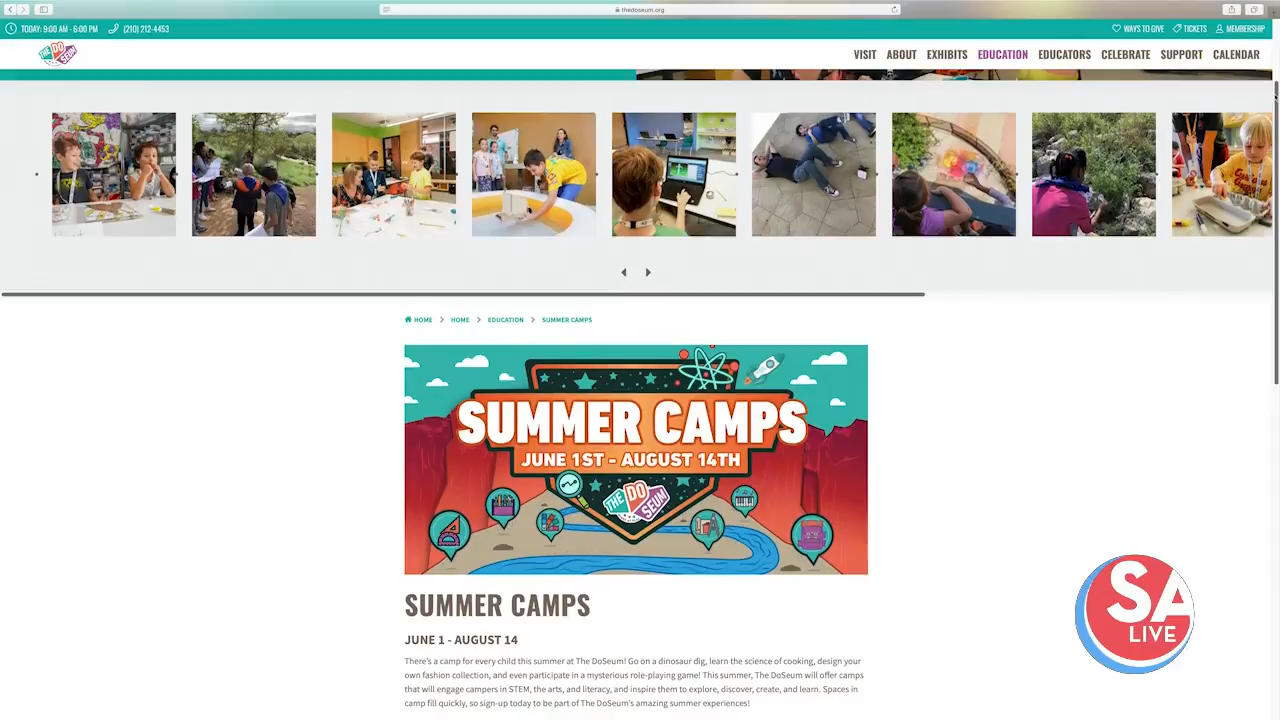 thedoseum.org
TODAY: 9:00 AM - 6:00 PM (210) 212-4453
WAYS TO GIVE TICKETS MEMBERSHIP
THE DO SEUM
VISIT ABOUT EXHIBITS EDUCATION EDUCATORS CELEBRATE SUPPORT CALENDAR
HOME > HOME > EDUCATION > SUMMER CAMPS
SUMMER CAMPS
JUNE 1ST - AUGUST 14TH
THE DO SEUM
SUMMER CAMPS
JUNE 1 - AUGUST 14
There's a camp for every child this summer at The DoSeum! Go on a dinosaur dig, learn the science of cooking, design your
own fashion collection, and even participate in a mysterious role-playing game! This summer, The DoSeum will offer camps
that will engage campers in STEM, the arts, and literacy, and inspire them to explore, discover, create, and learn. Spaces in
camp fill quickly, so sign-up today to be part of The DoSeum's amazing summer experiences!
SA
LIVE